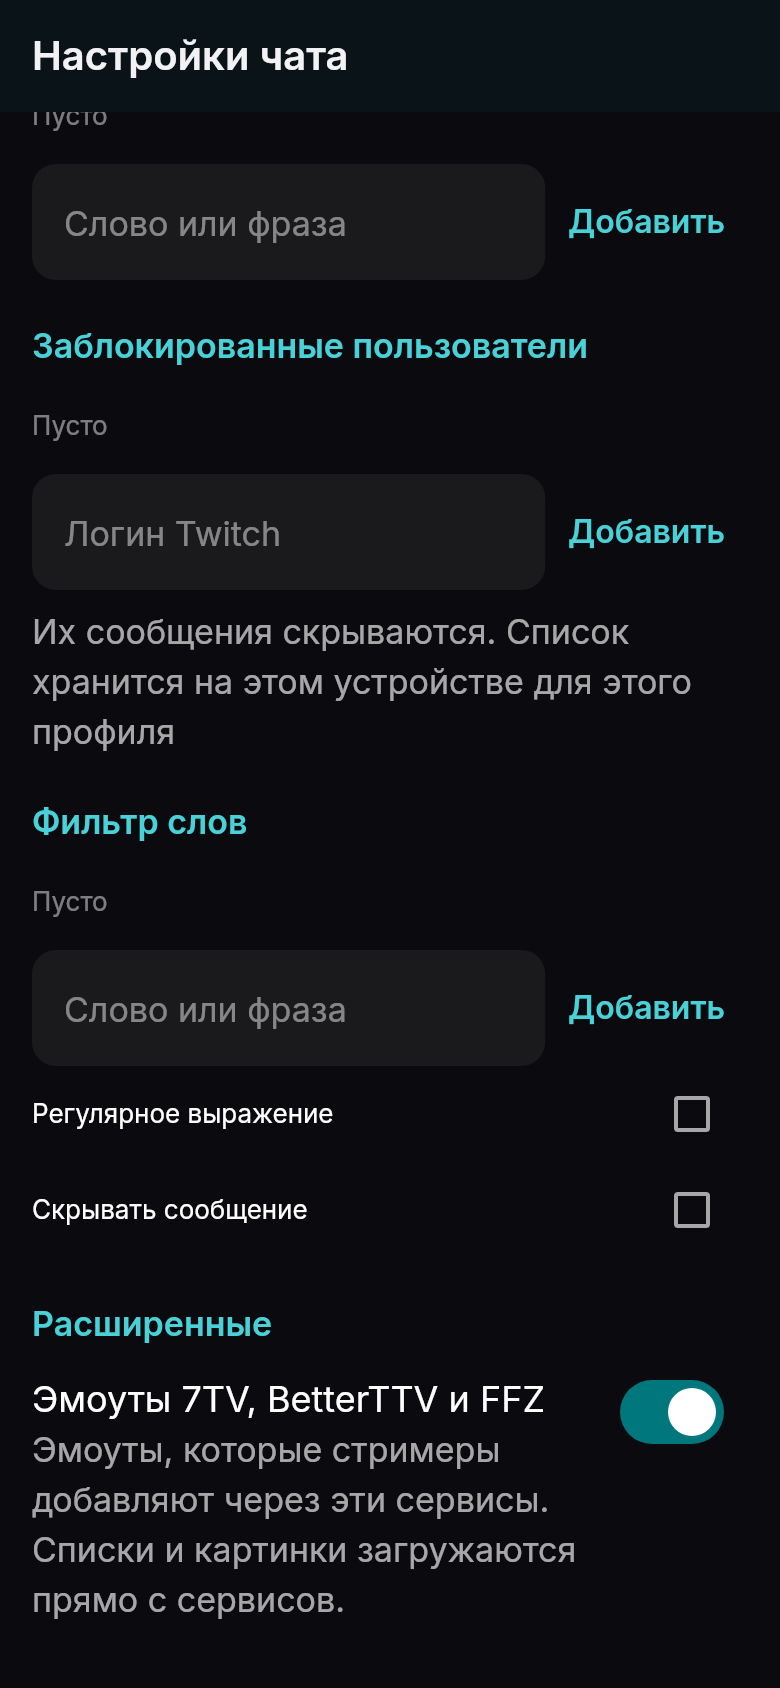 Настройки чата
Пусто
Слово или фраза
Добавить
Заблокированные пользователи
Пусто
Логин Twitch
Добавить
Их сообщения скрываются. Список
хранится на этом устройстве для этого
профиля
Фильтр слов
Пусто
Слово или фраза
Добавить
Регулярное выражение
Скрывать сообщение
Расширенные
Эмоуты 7TV, BetterTTV и FFZ
Эмоуты, которые стримеры
добавляют через эти сервисы.
Списки и картинки загружаются
прямо с сервисов.